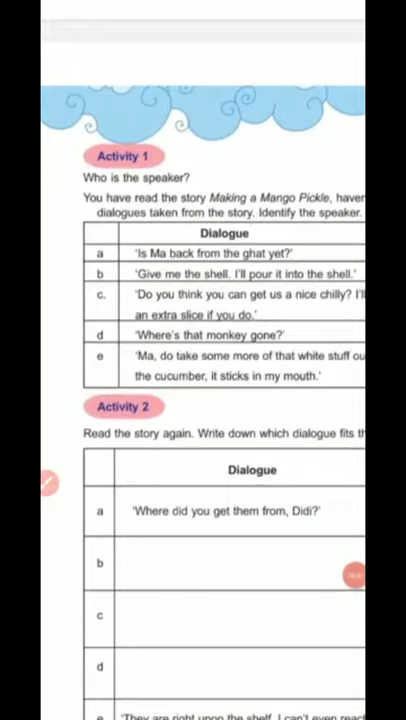 Activity 1
Who is the speaker?
You have read the story Making a Mango Pickle, haven
dialogues taken from the story. Identify the speaker.
Dialogue
a 'Is Ma back from the ghat yet?'
b 'Give me the shell. I'll pour it into the shell.'
c. 'Do you think you can get us a nice chilly? I'll
an extra slice if you do.'
d 'Where's that monkey gone?'
e 'Ma, do take some more of that white stuff ou
the cucumber, it sticks in my mouth.'
Activity 2
Read the story again. Write down which dialogue fits th
Dialogue
a 'Where did you get them from, Didi?'
b
c
d
e 'They are right upon the shelf. I can't even reach